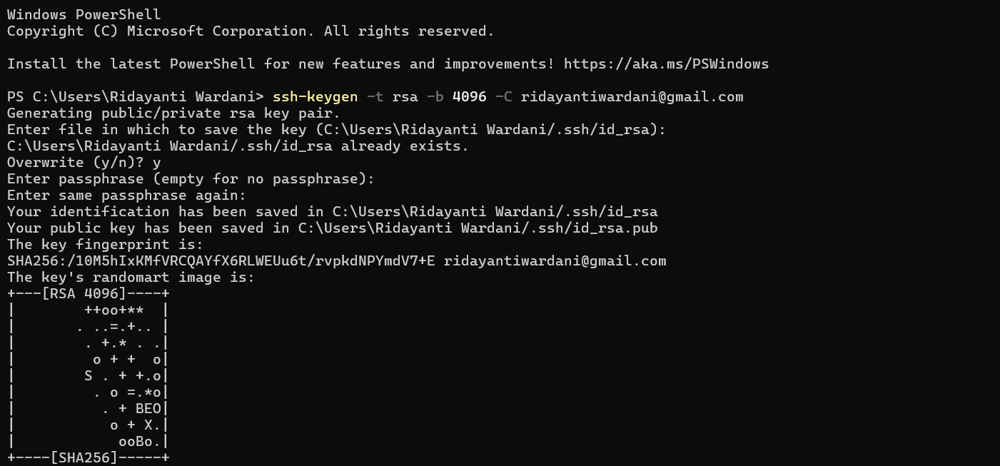 Windows PowerShell
Copyright (C) Microsoft Corporation. All rights reserved.

Install the latest PowerShell for new features and improvements! https://aka.ms/PSWindows

PS C:\Users\Ridayanti Wardani> ssh-keygen -t rsa -b 4096 -C ridayantiwardani@gmail.com
Generating public/private rsa key pair.
Enter file in which to save the key (C:\Users\Ridayanti Wardani/.ssh/id_rsa):
C:\Users\Ridayanti Wardani/.ssh/id_rsa already exists.
Overwrite (y/n)? y
Enter passphrase (empty for no passphrase):
Enter same passphrase again:
Your identification has been saved in C:\Users\Ridayanti Wardani/.ssh/id_rsa
Your public key has been saved in C:\Users\Ridayanti Wardani/.ssh/id_rsa.pub
The key fingerprint is:
SHA256:/10M5hIxKMfVRCQAYfX6RLWEUu6t/rvpkdNPYmdV7+E ridayantiwardani@gmail.com
The key's randomart image is:
+---[RSA 4096]----+
|        ++oo+**  |
|       . ..=.+.. |
|        . +.* . .|
|         o + +  o|
|        S . + +.o|
|         . o =.*o|
|          . + BEO|
|           o + X.|
|            ooBo.|
+----[SHA256]-----+